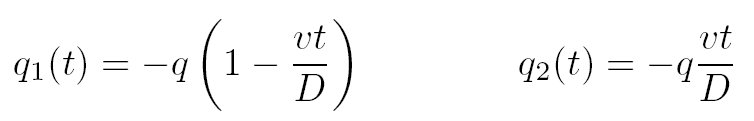 $q_1(t) = -q\left(1 - \frac{vt}{D}\right) \qquad q_2(t) = -q\frac{vt}{D}$